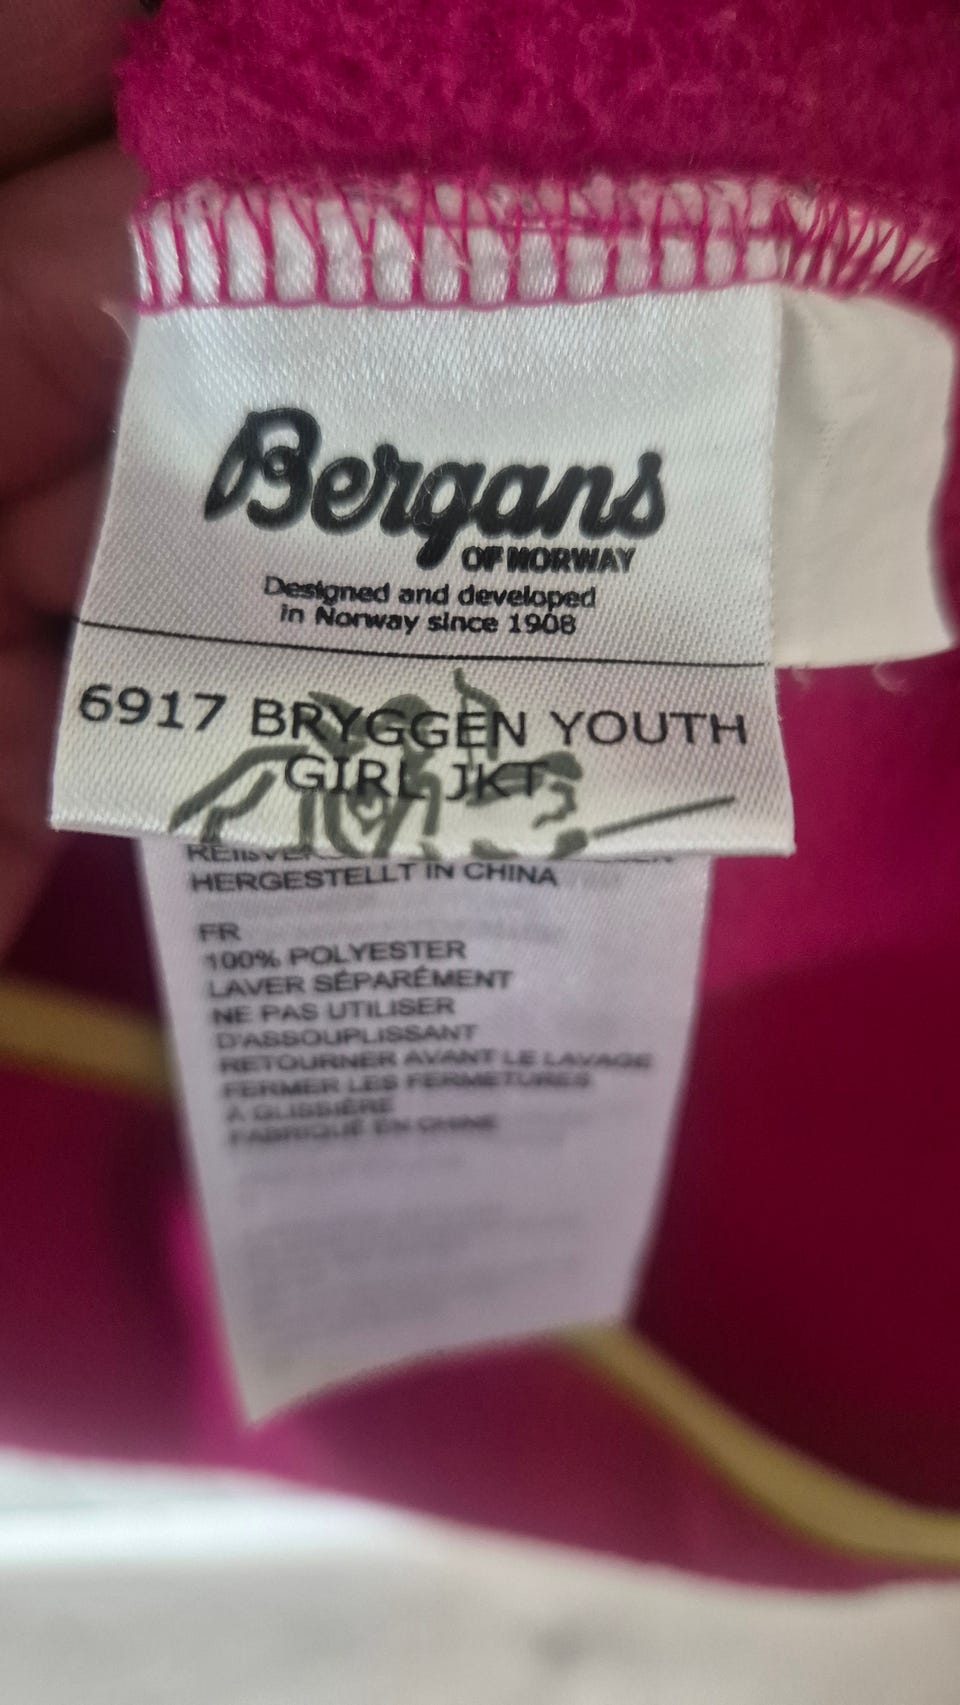 Bergans
OF NORWAY
Designed and developed
in Norway since 1908
6917 BRYGGEN YOUTH
GIRL JKT
HERGESTELLT IN CHINA
FR
100% POLYESTER
LAVER SÉPARÉMENT
NE PAS UTILISER
D'ASSOUPLISSANT
RETOURNER AVANT LE LAVAGE
FERMER LES FERMETURES
À GLISSIÈRE
FABRIQUÉ EN CHINE